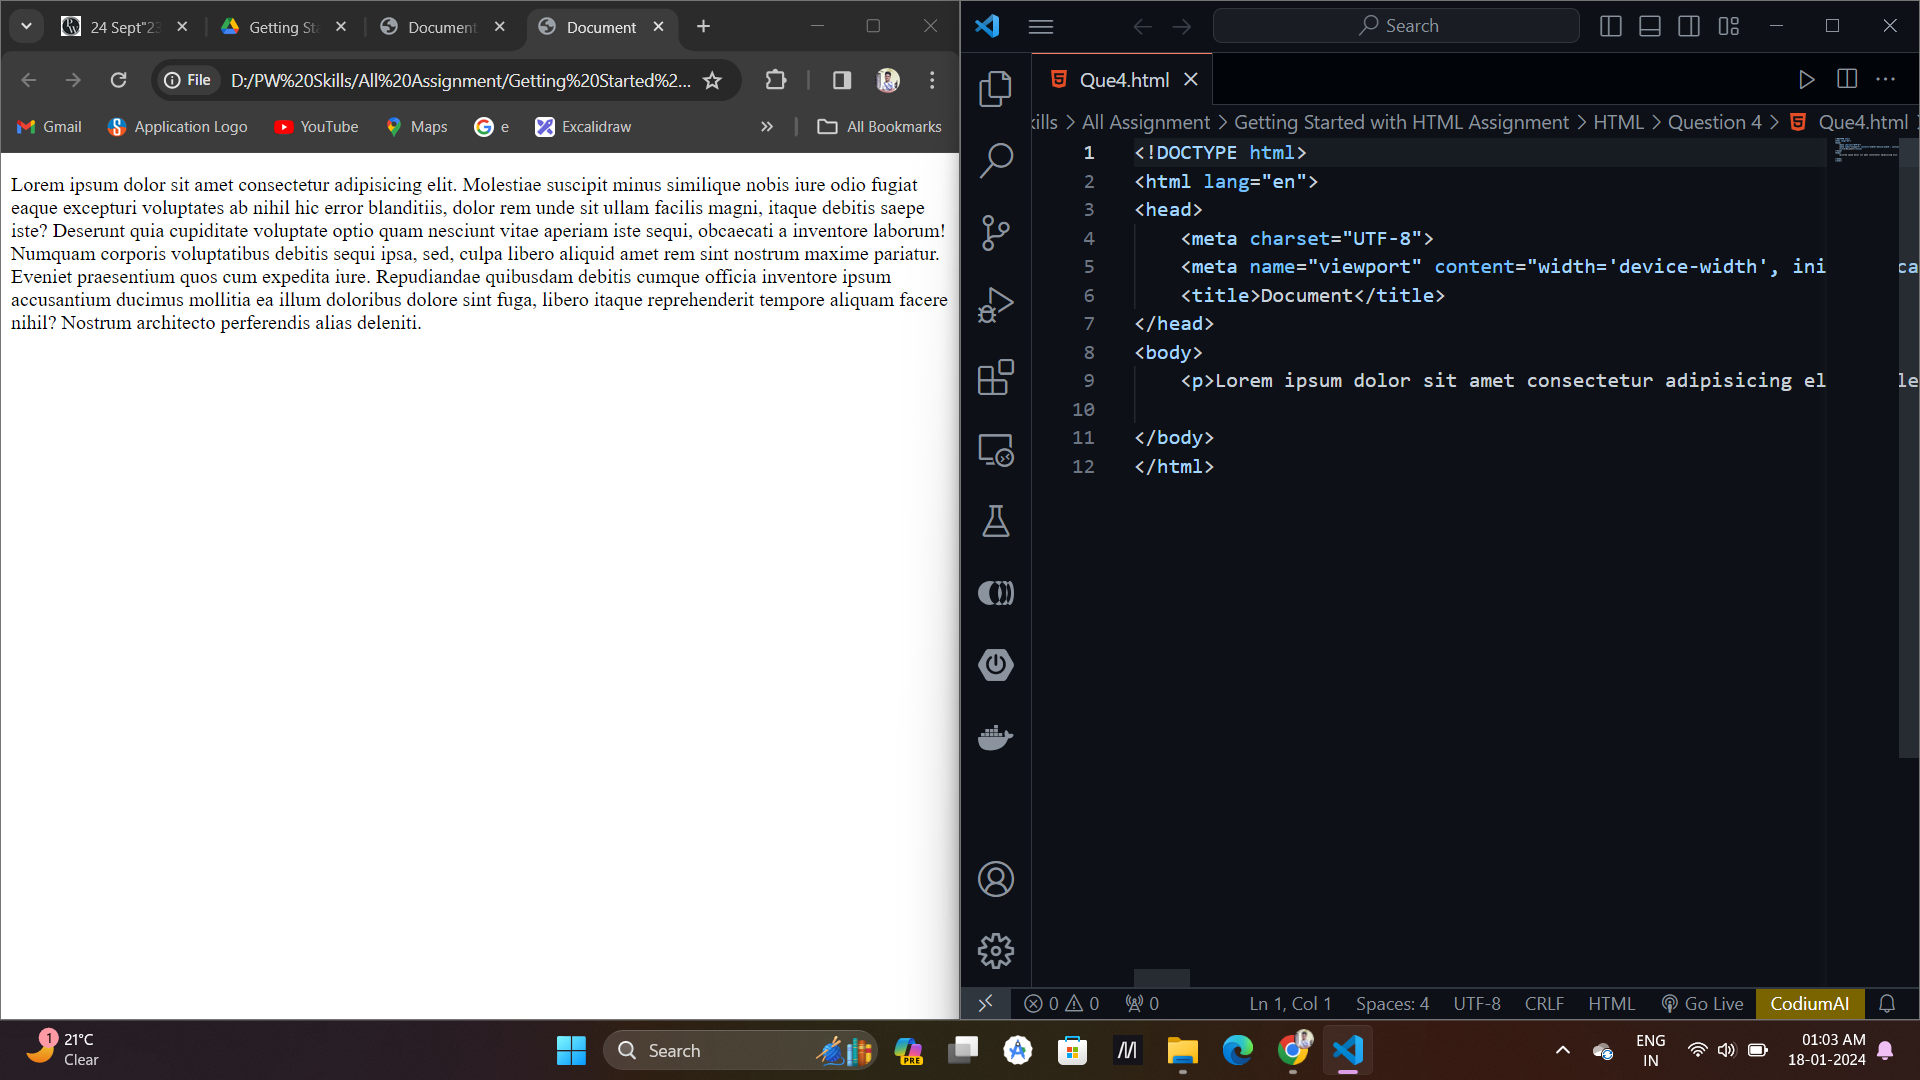 24 Sept"23
Getting Sta
Document
Document
File
D:/PW%20Skills/All%20Assignment/Getting%20Started%2...
Gmail
Application Logo
YouTube
Maps
e
Excalidraw
All Bookmarks
Lorem ipsum dolor sit amet consectetur adipisicing elit. Molestiae suscipit minus similique nobis iure odio fugiat
eaque excepturi voluptates ab nihil hic error blanditiis, dolor rem unde sit ullam facilis magni, itaque debitis saepe
iste? Deserunt quia cupiditate voluptate optio quam nesciunt vitae aperiam iste sequi, obcaecati a inventore laborum!
Numquam corporis voluptatibus debitis sequi ipsa, sed, culpa libero aliquid amet rem sint nostrum maxime pariatur.
Eveniet praesentium quos cum expedita iure. Repudiandae quibusdam debitis cumque officia inventore ipsum
accusantium ducimus mollitia ea illum doloribus dolore sint fuga, libero itaque reprehenderit tempore aliquam facere
nihil? Nostrum architecto perferendis alias deleniti.
Search
Que4.html
ills > All Assignment > Getting Started with HTML Assignment > HTML > Question 4 > Que4.html
1 <!DOCTYPE html>
2 <html lang="en">
3 <head>
4 <meta charset="UTF-8">
5 <meta name="viewport" content="width='device-width', ini ca
6 <title>Document</title>
7 </head>
8 <body>
9 <p>Lorem ipsum dolor sit amet consectetur adipisicing el le
10
11 </body>
12 </html>
0 0 0 Ln 1, Col 1 Spaces: 4 UTF-8 CRLF HTML Go Live CodiumAI
1
21°C
Clear
Search
PRE
ENG
IN
01:03 AM
18-01-2024